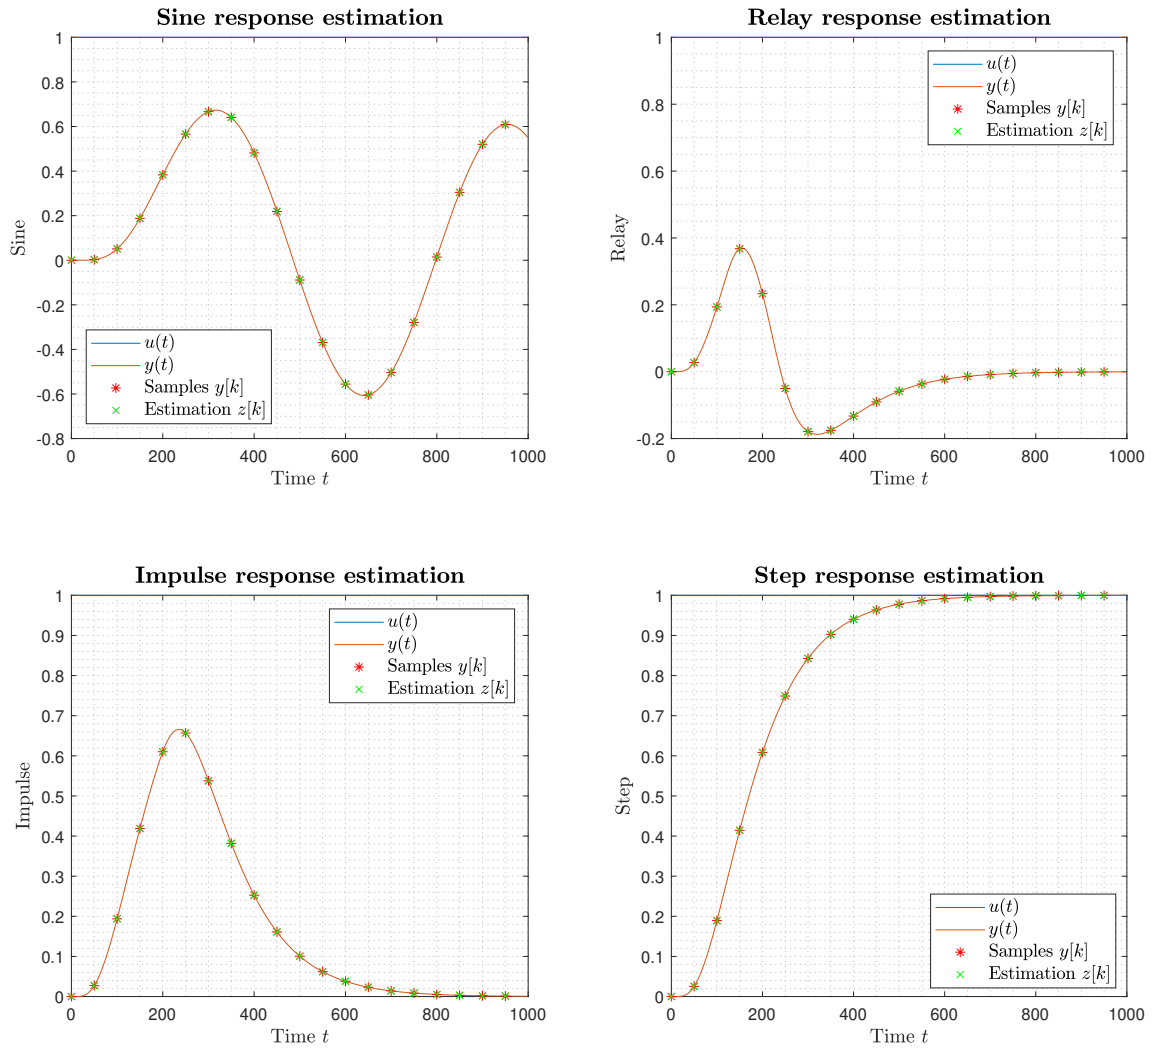 Sine response estimation
1
0.8
0.6
0.4
0.2
0
-0.2
-0.4
-0.6
-0.8
Sine
u(t)
y(t)
Samples y[k]
Estimation z[k]
0 200 400 600 800 1000
Time t
Relay response estimation
1
0.8
0.6
0.4
0.2
0
-0.2
Relay
u(t)
y(t)
Samples y[k]
Estimation z[k]
0 200 400 600 800 1000
Time t
Impulse response estimation
1
0.9
0.8
0.7
0.6
0.5
0.4
0.3
0.2
0.1
0
Impulse
u(t)
y(t)
Samples y[k]
Estimation z[k]
0 200 400 600 800 1000
Time t
Step response estimation
1
0.9
0.8
0.7
0.6
0.5
0.4
0.3
0.2
0.1
0
Step
u(t)
y(t)
Samples y[k]
Estimation z[k]
0 200 400 600 800 1000
Time t